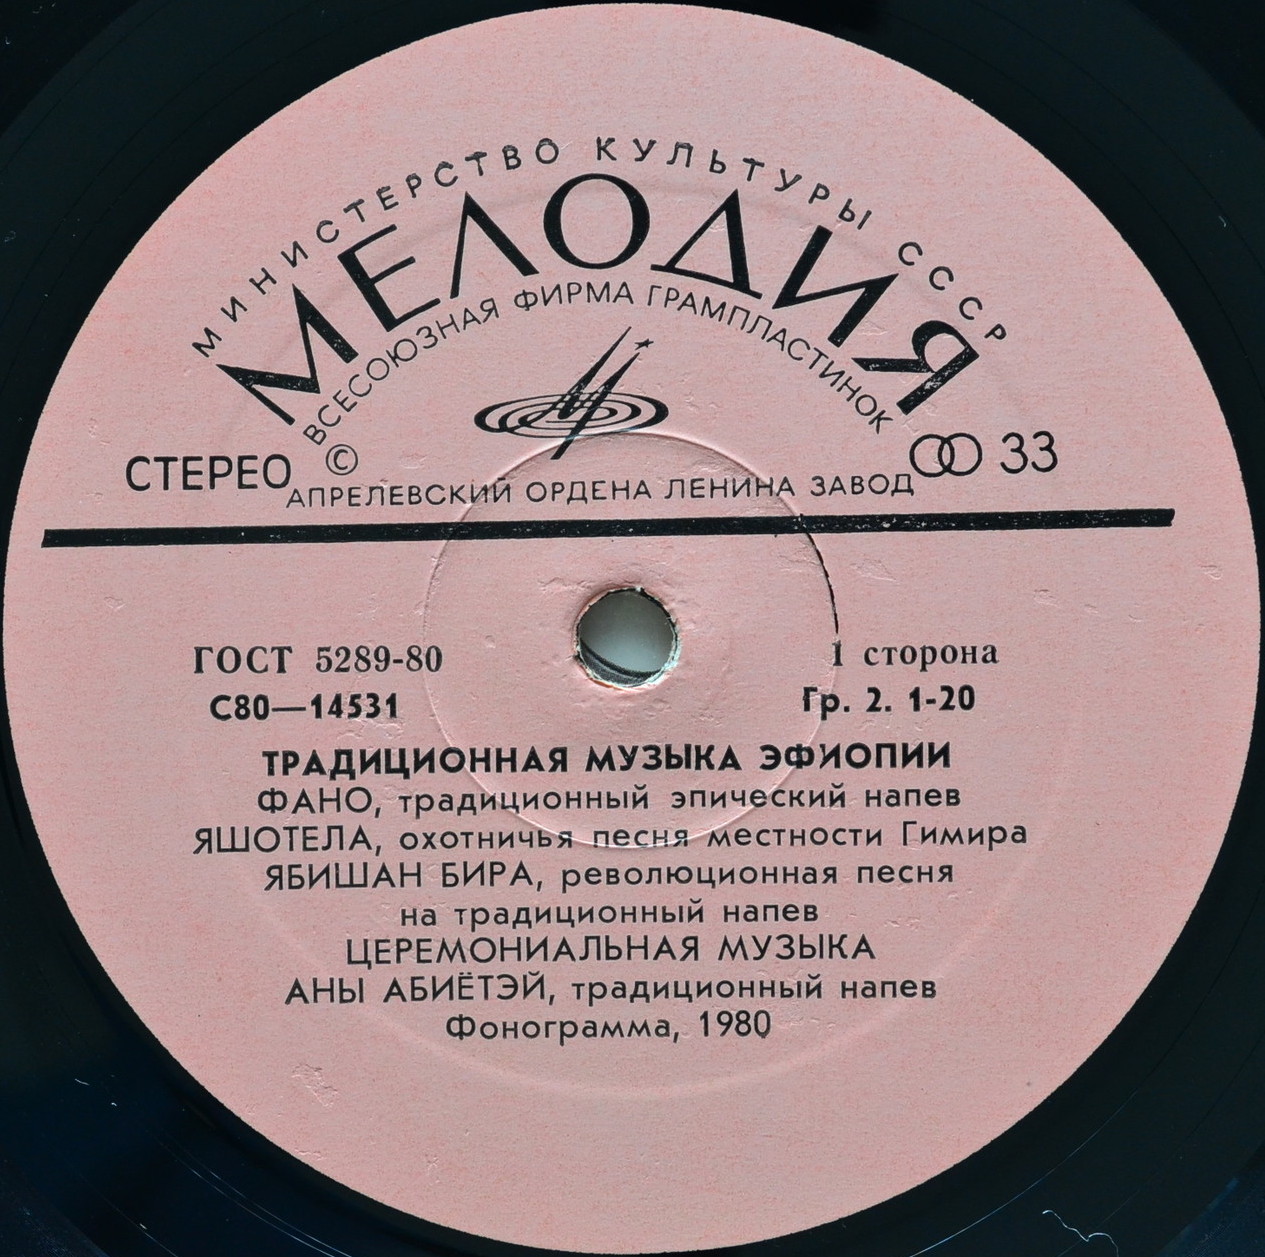 МИНИСТЕРСТВО КУЛЬТУРЫ СССР
МЕЛОДИЯ
ВСЕСОЮЗНАЯ ФИРМА ГРАМПЛАСТИНОК
СТЕРЕО © 33
АПРЕЛЕВСКИЙ ОРДЕНА ЛЕНИНА ЗАВОД
ГОСТ 5289-80 1 сторона
С80—14531 Гр. 2. 1-20
ТРАДИЦИОННАЯ МУЗЫКА ЭФИОПИИ
ФАНО, традиционный эпический напев
ЯШОТЕЛА, охотничья песня местности Гимира
ЯБИШАН БИРА, революционная песня
на традиционный напев
ЦЕРЕМОНИАЛЬНАЯ МУЗЫКА
АНЫ АБИЁТЭЙ, традиционный напев
Фонограмма, 1980